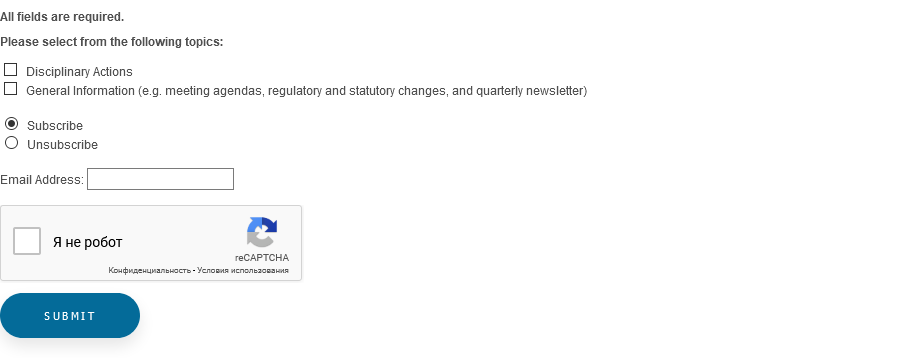 All fields are required.
Please select from the following topics:
Disciplinary Actions
General Information (e.g. meeting agendas, regulatory and statutory changes, and quarterly newsletter)
Subscribe
Unsubscribe
Email Address:
Я не робот
reCAPTCHA
Конфиденциальность - Условия использования
SUBMIT